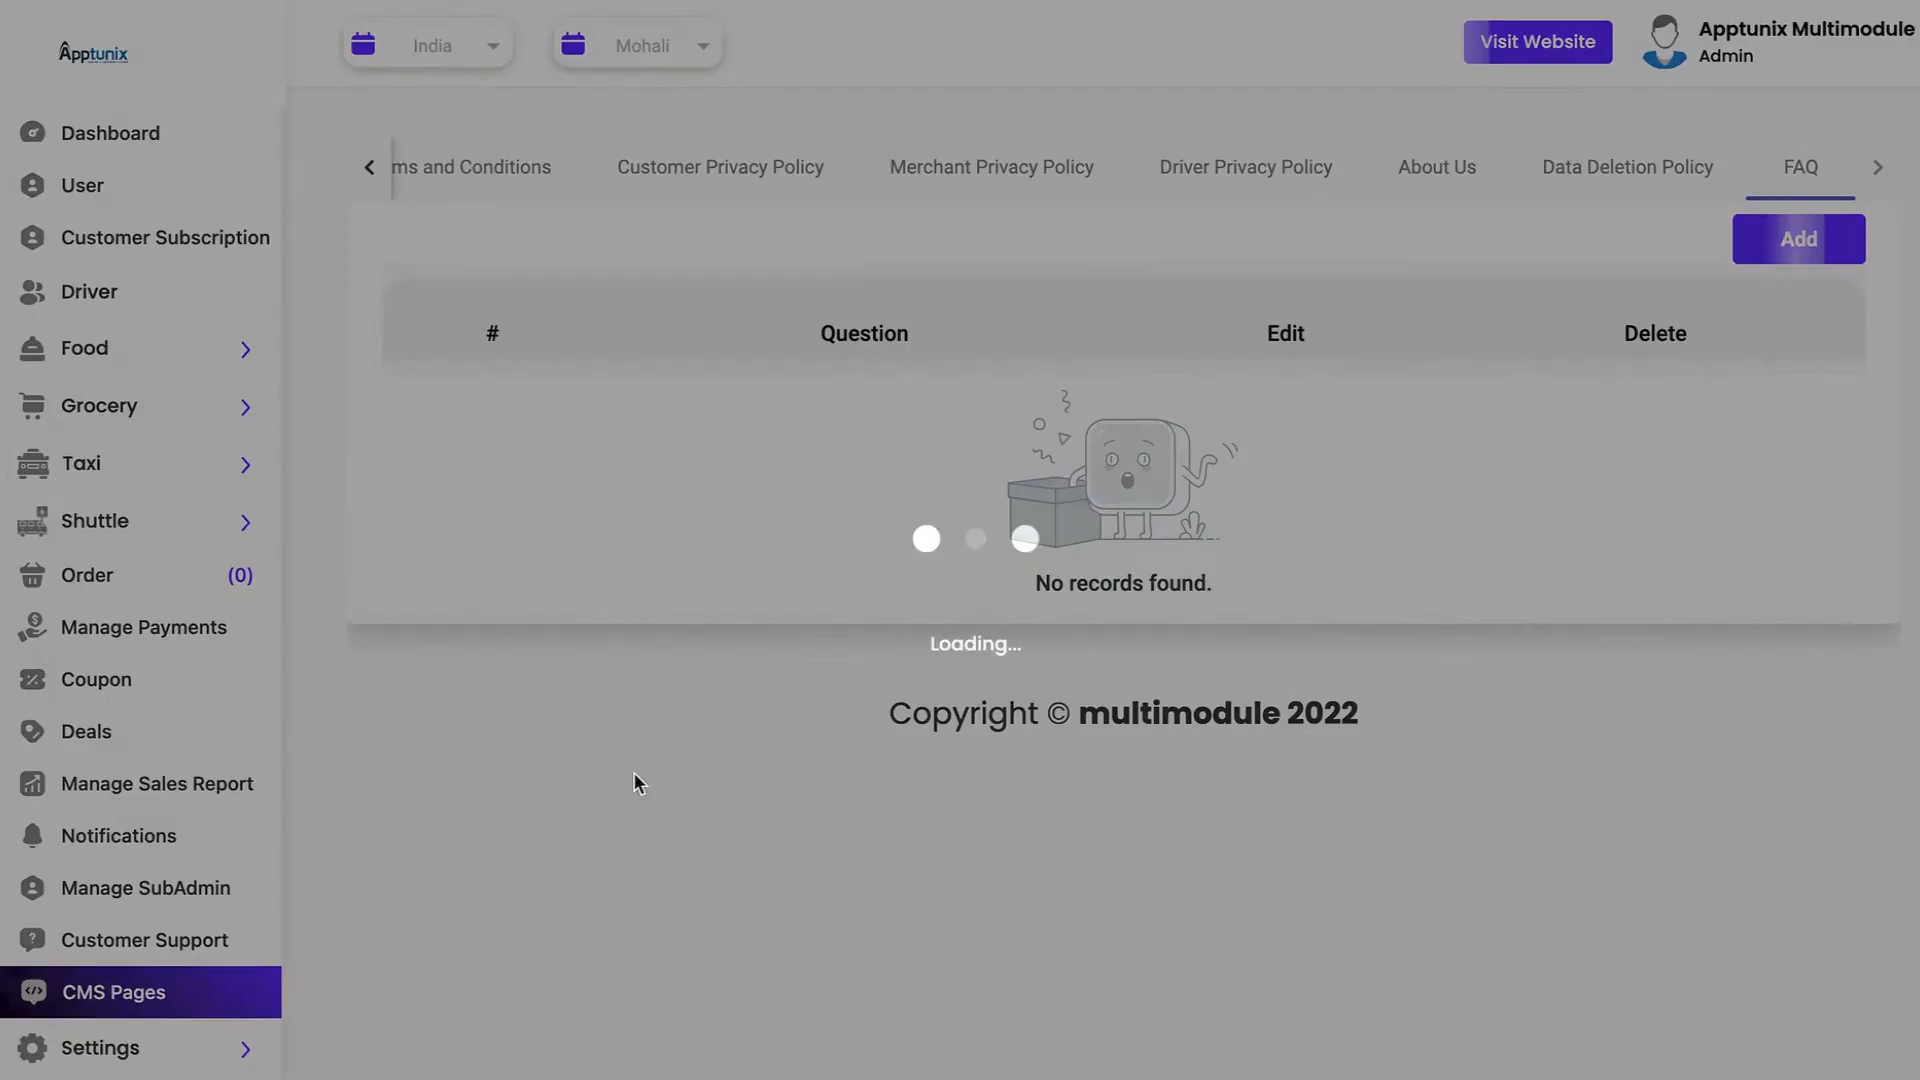 Apptunix
India
Mohali
Visit Website
Apptunix Multimodule
Admin
Dashboard
User
Customer Subscription
Driver
Food
Grocery
Taxi
Shuttle
Order (0)
Manage Payments
Coupon
Deals
Manage Sales Report
Notifications
Manage SubAdmin
Customer Support
CMS Pages
Settings
ms and Conditions
Customer Privacy Policy
Merchant Privacy Policy
Driver Privacy Policy
About Us
Data Deletion Policy
FAQ
Add
# Question Edit Delete
No records found.
Loading...
Copyright © multimodule 2022